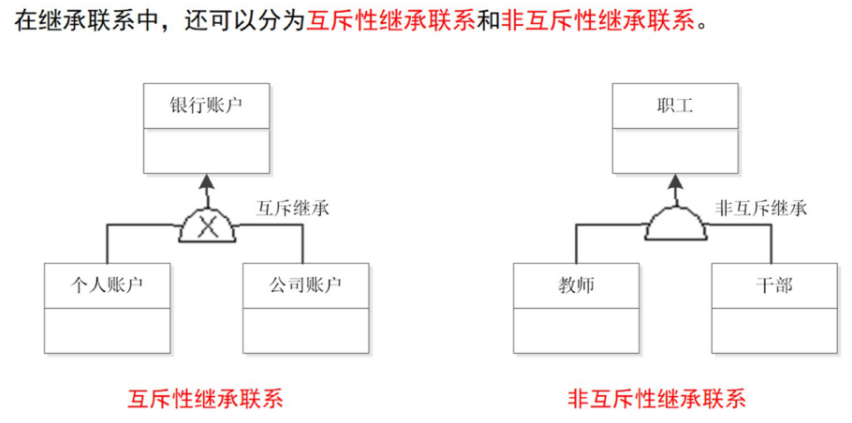 在继承联系中，还可以分为互斥性继承联系和非互斥性继承联系。
银行账户
职工
互斥继承
非互斥继承
X
个人账户
公司账户
教师
干部
互斥性继承联系
非互斥性继承联系